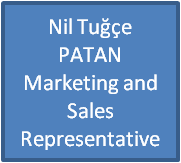 Nil Tuğçe
PATAN
Marketing and
Sales
Representative